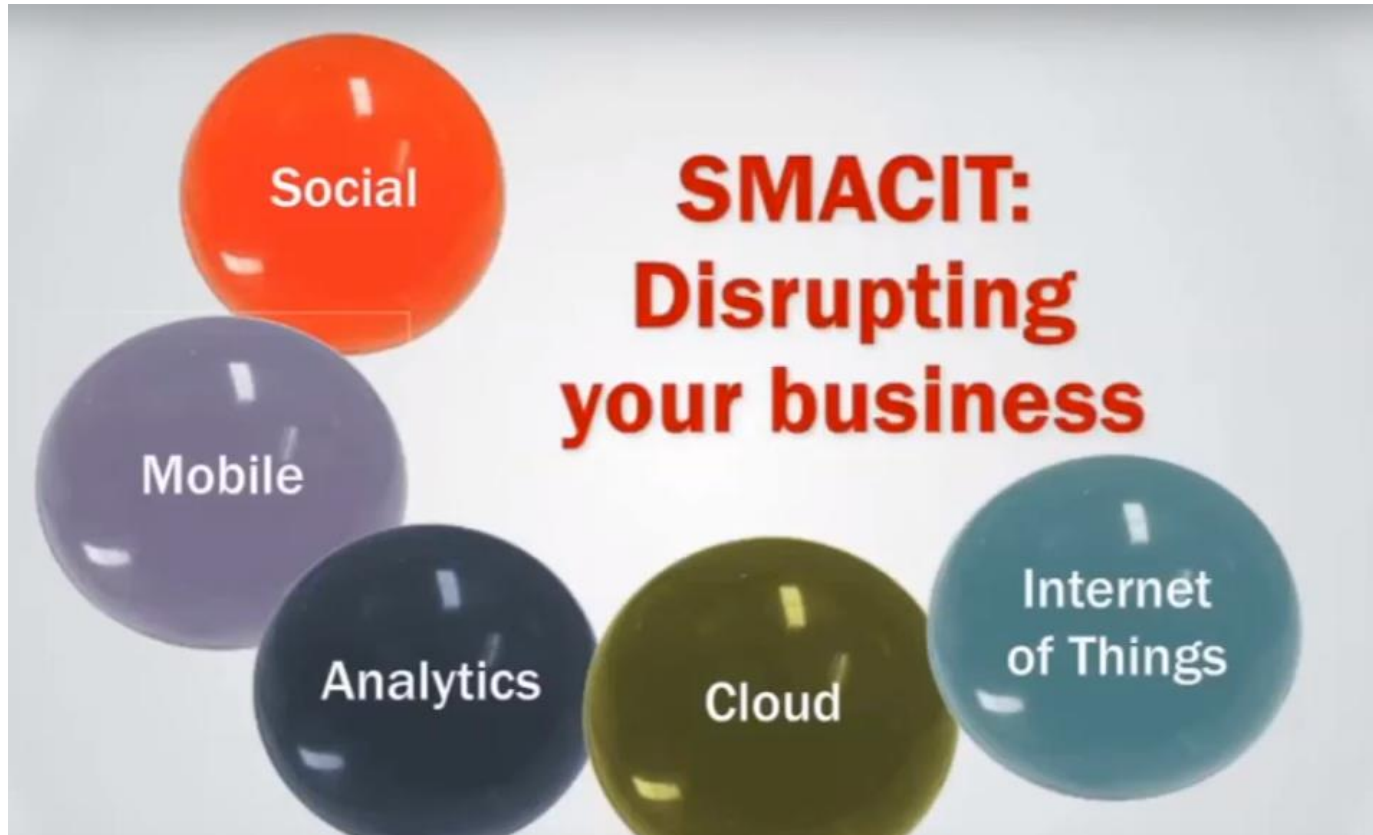 Social
SMACIT:
Disrupting
your business
Mobile
Analytics
Cloud
Internet
of Things